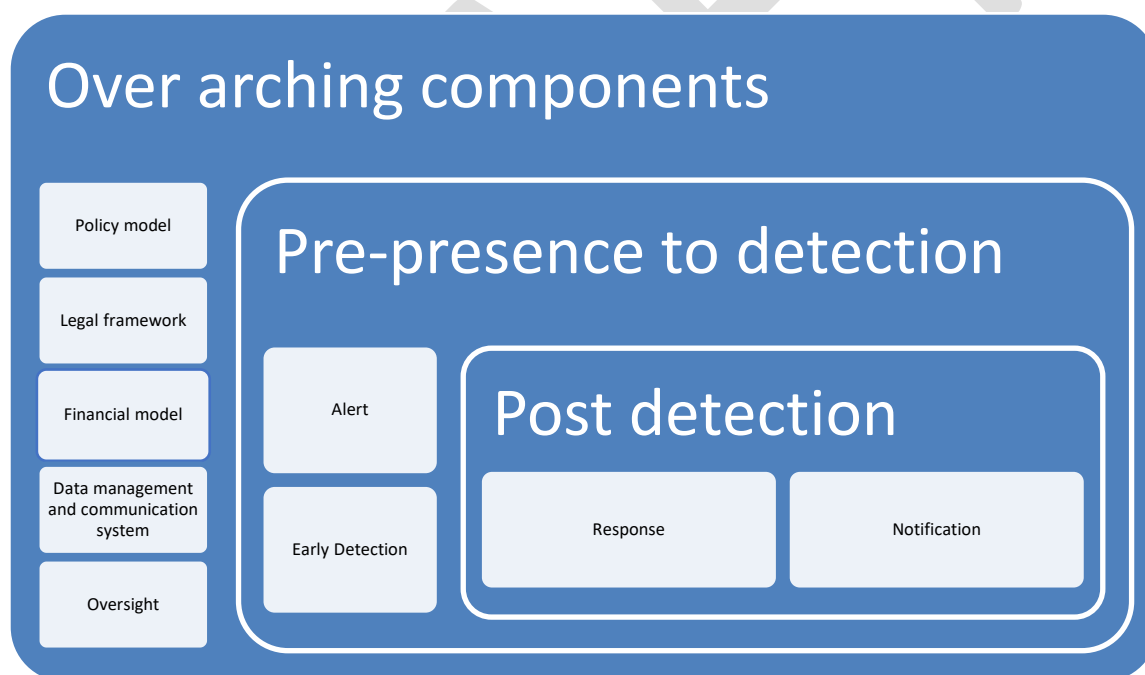 Over arching components
Policy model
Legal framework
Financial model
Data management
and communication
system
Oversight
Pre-presence to detection
Alert
Early Detection
Post detection
Response
Notification